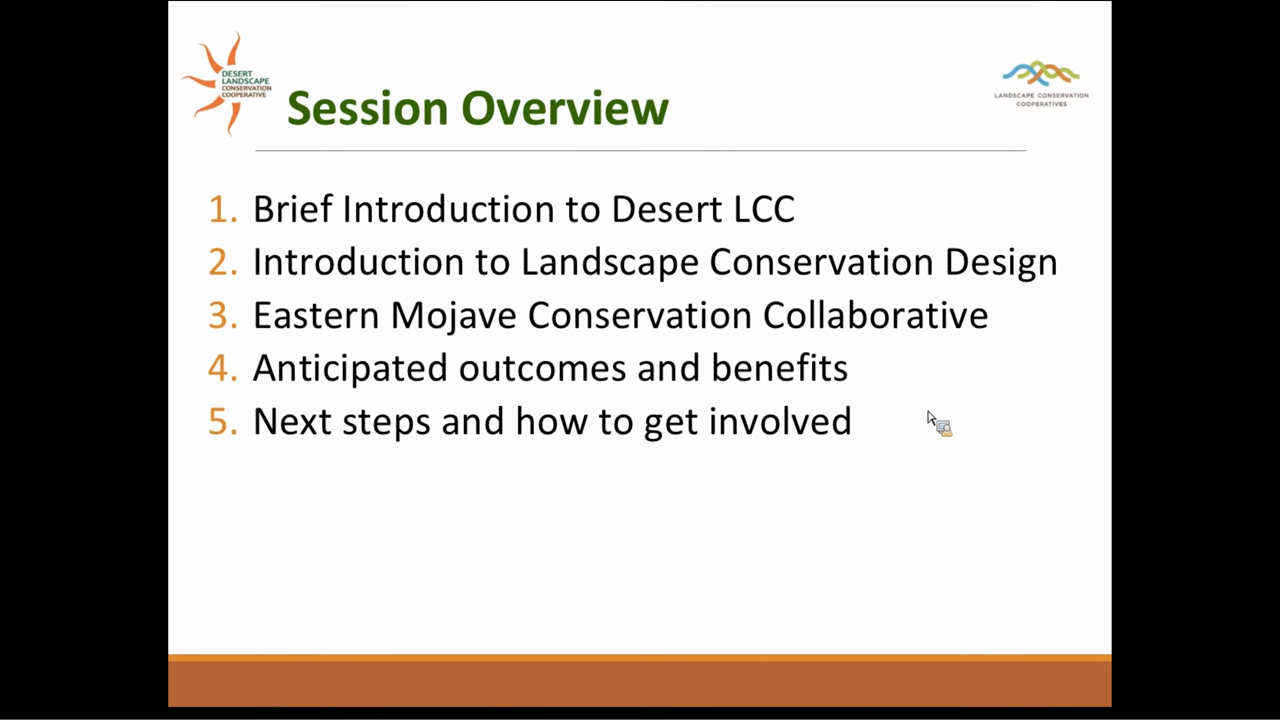 DESERT
LANDSCAPE
CONSERVATION
COOPERATIVE
LANDSCAPE CONSERVATION
COOPERATIVES
Session Overview
1. Brief Introduction to Desert LCC
2. Introduction to Landscape Conservation Design
3. Eastern Mojave Conservation Collaborative
4. Anticipated outcomes and benefits
5. Next steps and how to get involved